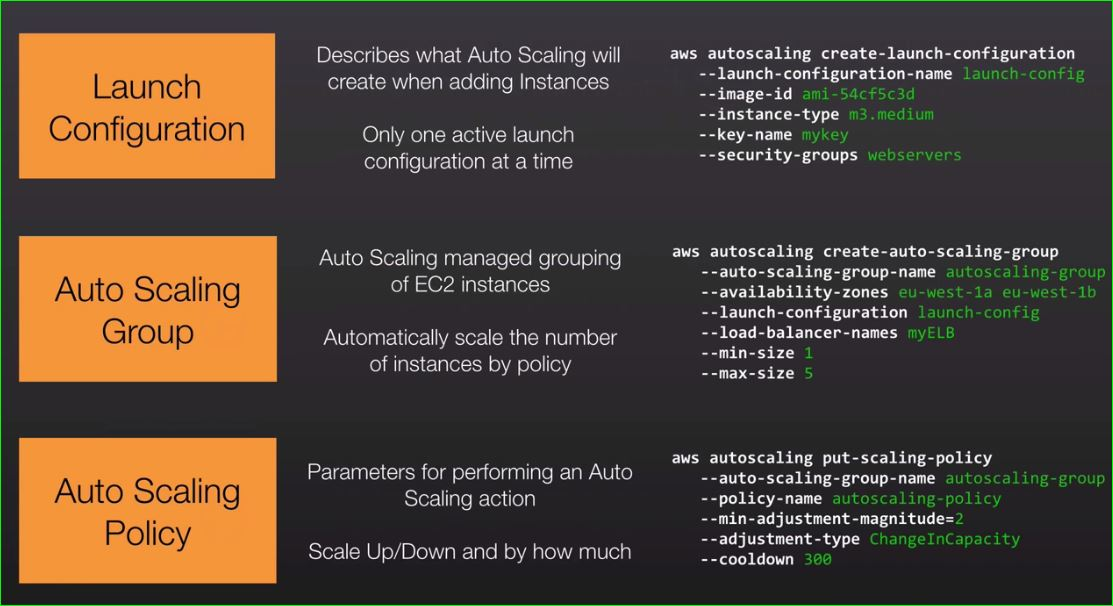 Launch
Configuration
Describes what Auto Scaling will
create when adding Instances
Only one active launch
configuration at a time
aws autoscaling create-launch-configuration
--launch-configuration-name launch-config
--image-id ami-54cf5c3d
--instance-type m3.medium
--key-name mykey
--security-groups webservers
Auto Scaling
Group
Auto Scaling managed grouping
of EC2 instances
Automatically scale the number
of instances by policy
aws autoscaling create-auto-scaling-group
--auto-scaling-group-name autoscaling-group
--availability-zones eu-west-1a eu-west-1b
--launch-configuration launch-config
--load-balancer-names myELB
--min-size 1
--max-size 5
Auto Scaling
Policy
Parameters for performing an Auto
Scaling action
Scale Up/Down and by how much
aws autoscaling put-scaling-policy
--auto-scaling-group-name autoscaling-group
--policy-name autoscaling-policy
--min-adjustment-magnitude=2
--adjustment-type ChangeInCapacity
--cooldown 300